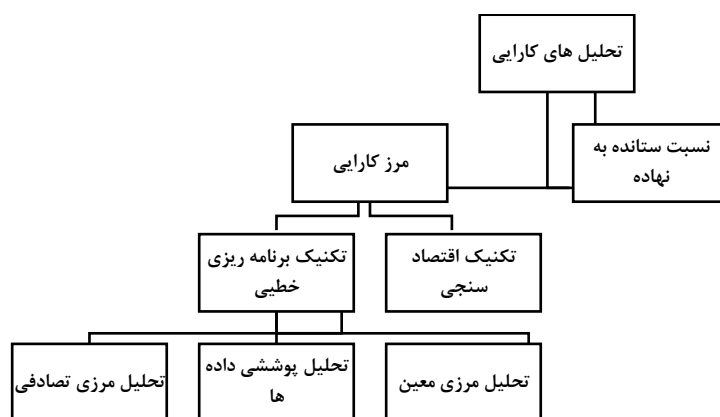 تحلیل های کارایی
نسبت ستانده به
نهاده
مرز کارایی
تکنیک اقتصاد
سنجی
تکنیک برنامه ریزی
خطیی
تحلیل مرزی معین
تحلیل پوششی داده
ها
تحلیل مرزی تصادفی